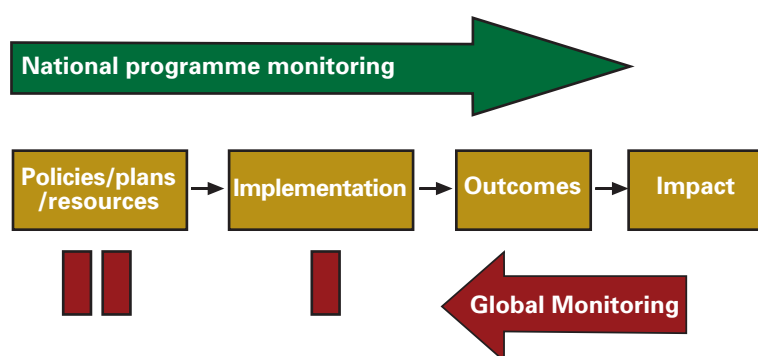 National programme monitoring
Policies/plans
/resources
Implementation
Outcomes
Impact
Global Monitoring